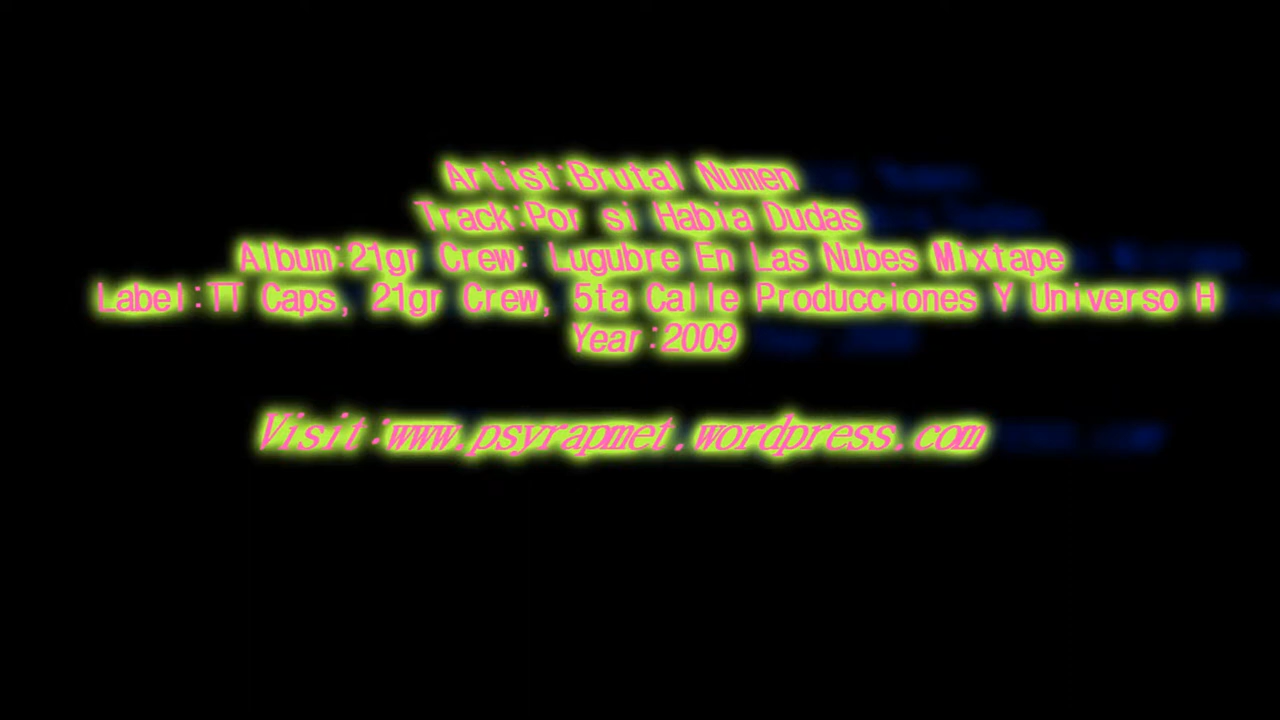 Artist:Brutal Numen
Track:Por si Habia Dudas
Album:21gr Crew: Lugubre En Las Nubes Mixtape
Label:TT Caps, 21gr Crew, 5ta Calle Producciones Y Universo H
Year:2009
Visit:www.psyrapmet.wordpress.com